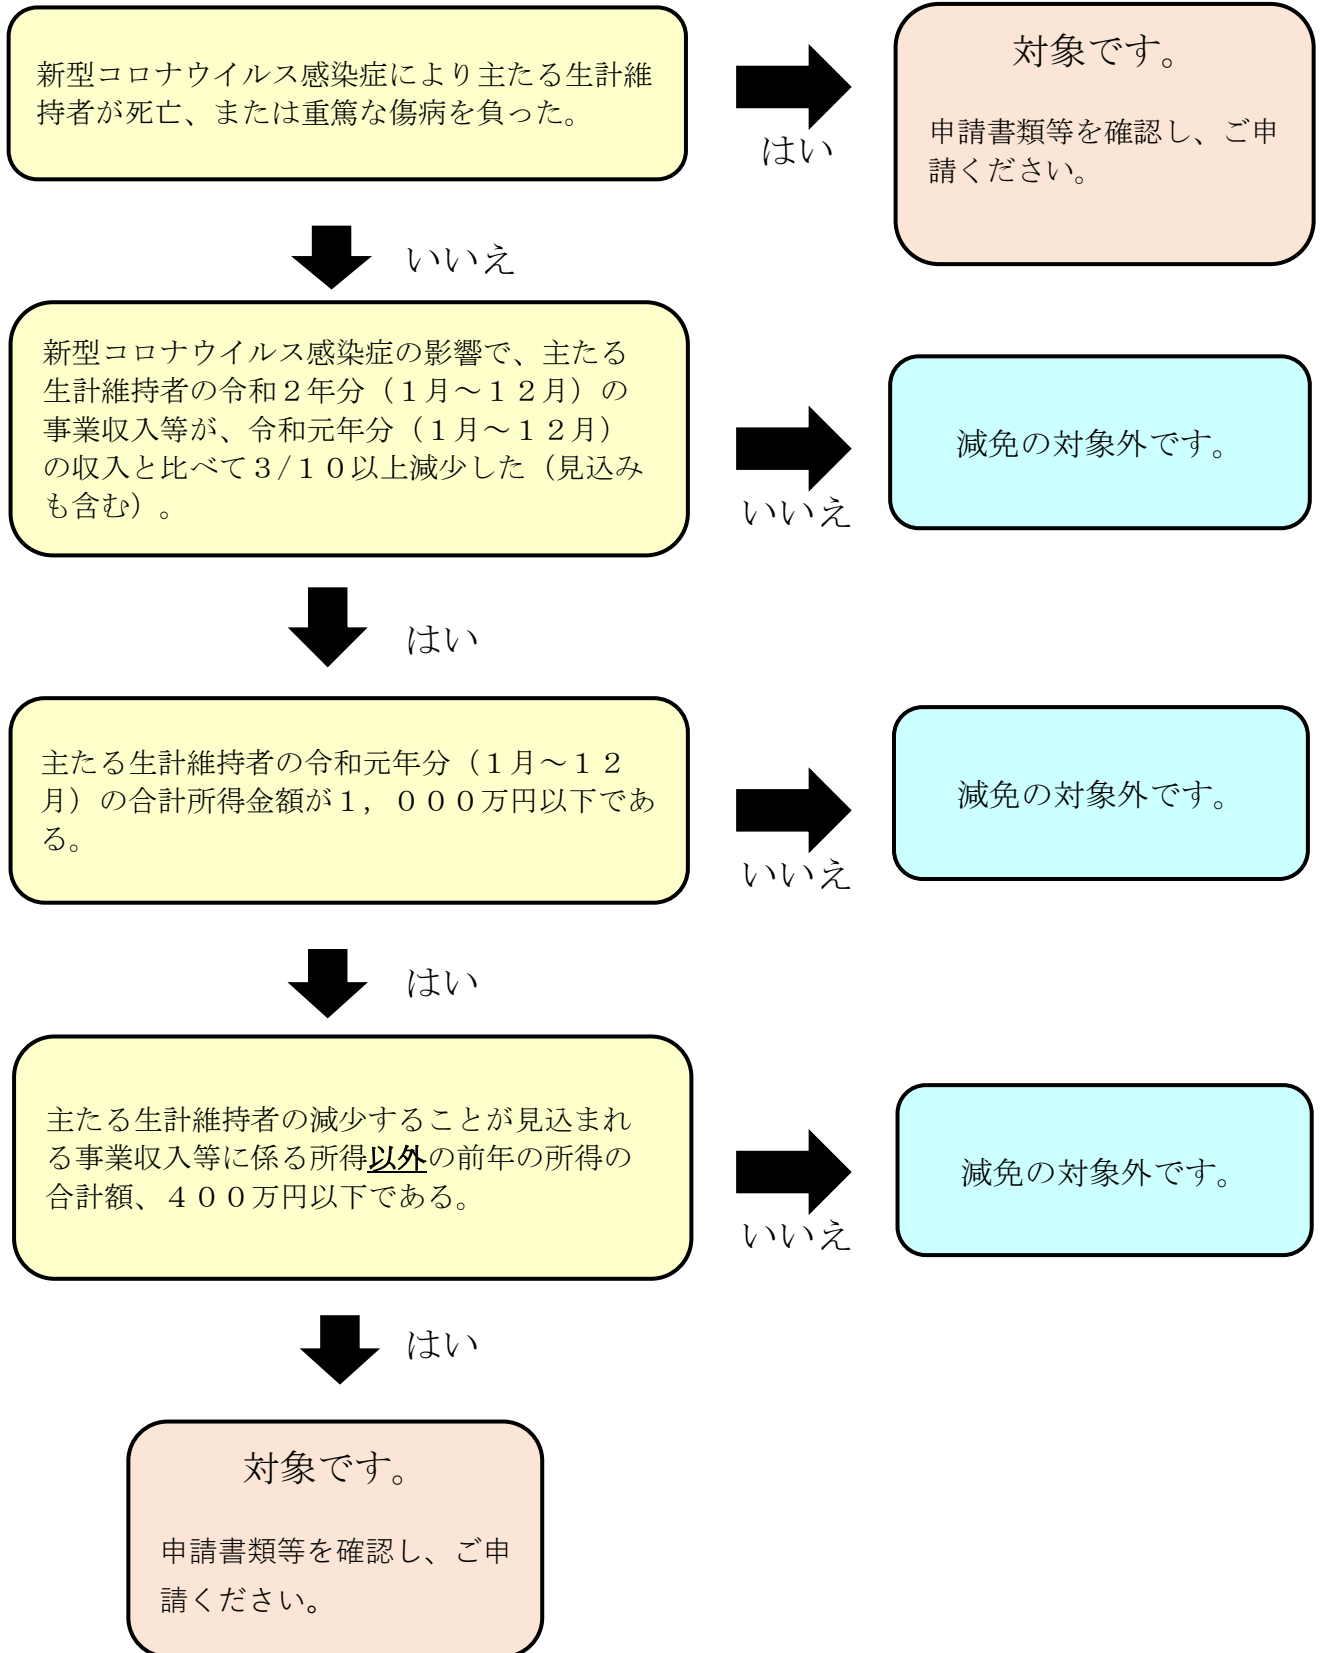 新型コロナウイルス感染症により主たる生計維
持者が死亡、または重篤な傷病を負った。
はい
対象です。
申請書類等を確認し、ご申
請ください。
いいえ
新型コロナウイルス感染症の影響で、主たる
生計維持者の令和２年分（１月～１２月）の
事業収入等が、令和元年分（１月～１２月）
の収入と比べて３/１０以上減少した（見込み
も含む）。
いいえ
減免の対象外です。
はい
主たる生計維持者の令和元年分（１月～１２
月）の合計所得金額が１，０００万円以下であ
る。
いいえ
減免の対象外です。
はい
主たる生計維持者の減少することが見込まれ
る事業収入等に係る所得以外の前年の所得の
合計額、４００万円以下である。
いいえ
減免の対象外です。
はい
対象です。
申請書類等を確認し、ご申
請ください。